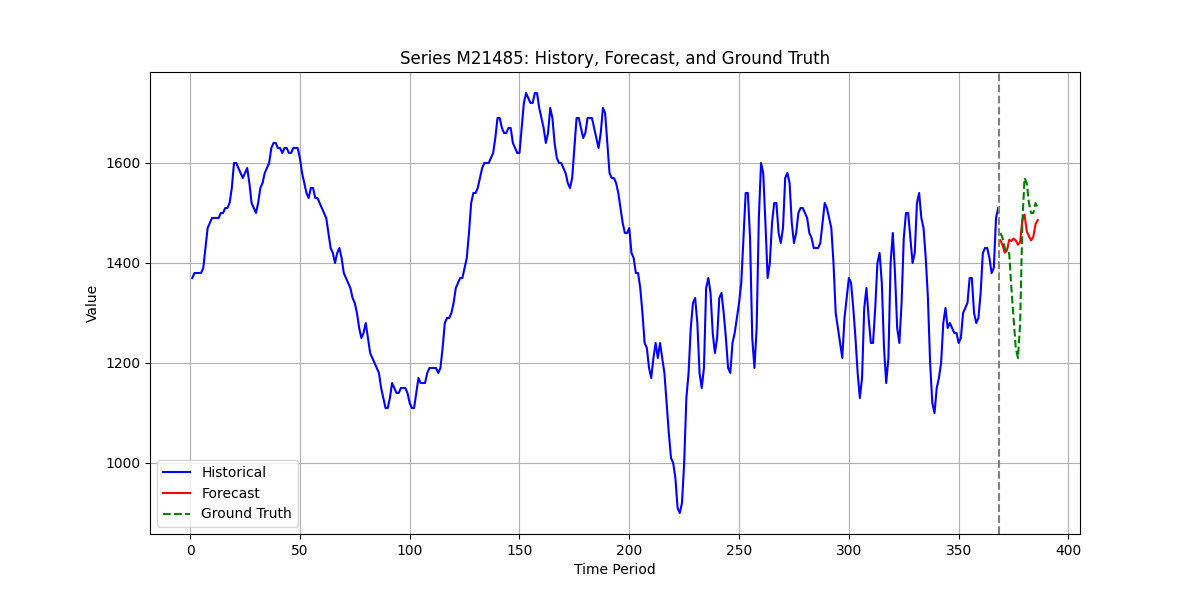 Series M21485: History, Forecast, and Ground Truth
Value
1600
1400
1200
1000
Historical
Forecast
Ground Truth
0 50 100 150 200 250 300 350 400
Time Period